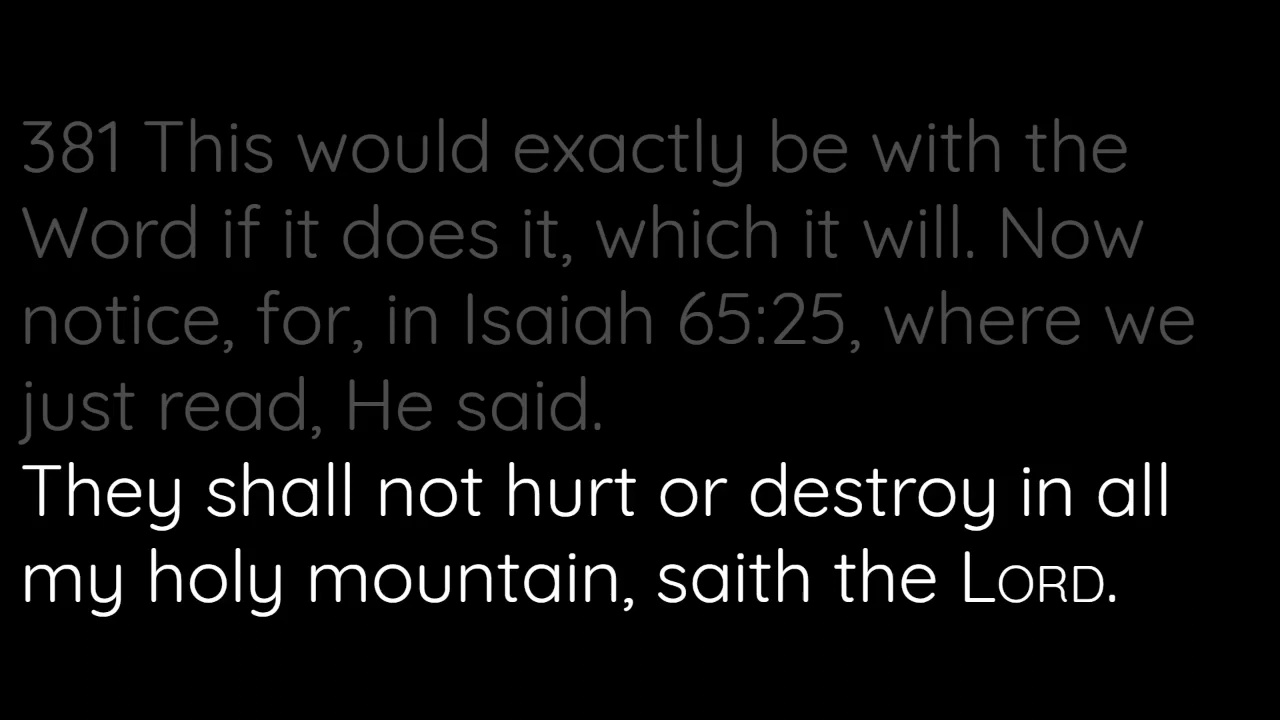 381 This would exactly be with the
Word if it does it, which it will. Now
notice, for, in Isaiah 65:25, where we
just read, He said.
They shall not hurt or destroy in all
my holy mountain, saith the LORD.